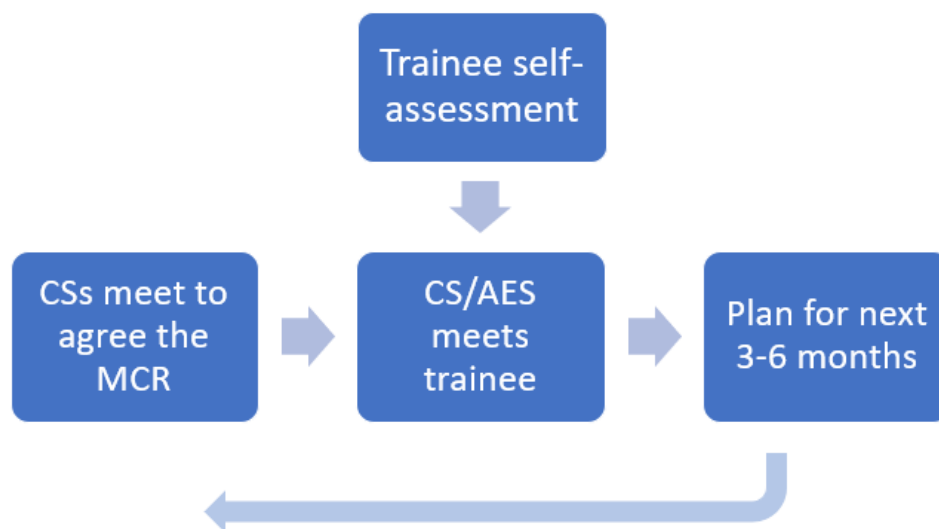 Trainee self-
assessment
CSs meet to
agree the
MCR
CS/AES
meets
trainee
Plan for next
3-6 months